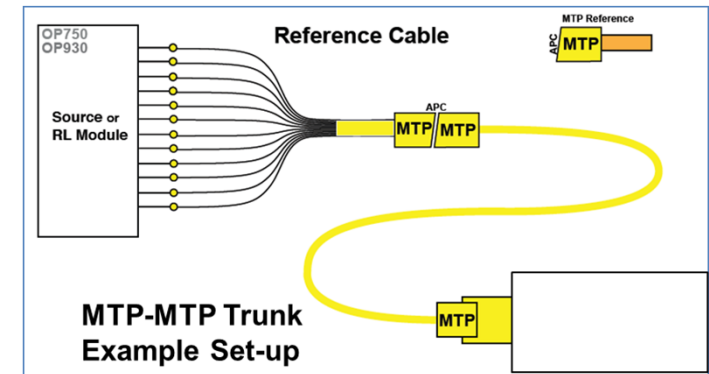 OP750
OP930
Reference Cable
MTP Reference
APC
MTP
Source or
RL Module
APC
MTP
MTP
MTP-MTP Trunk
Example Set-up
MTP